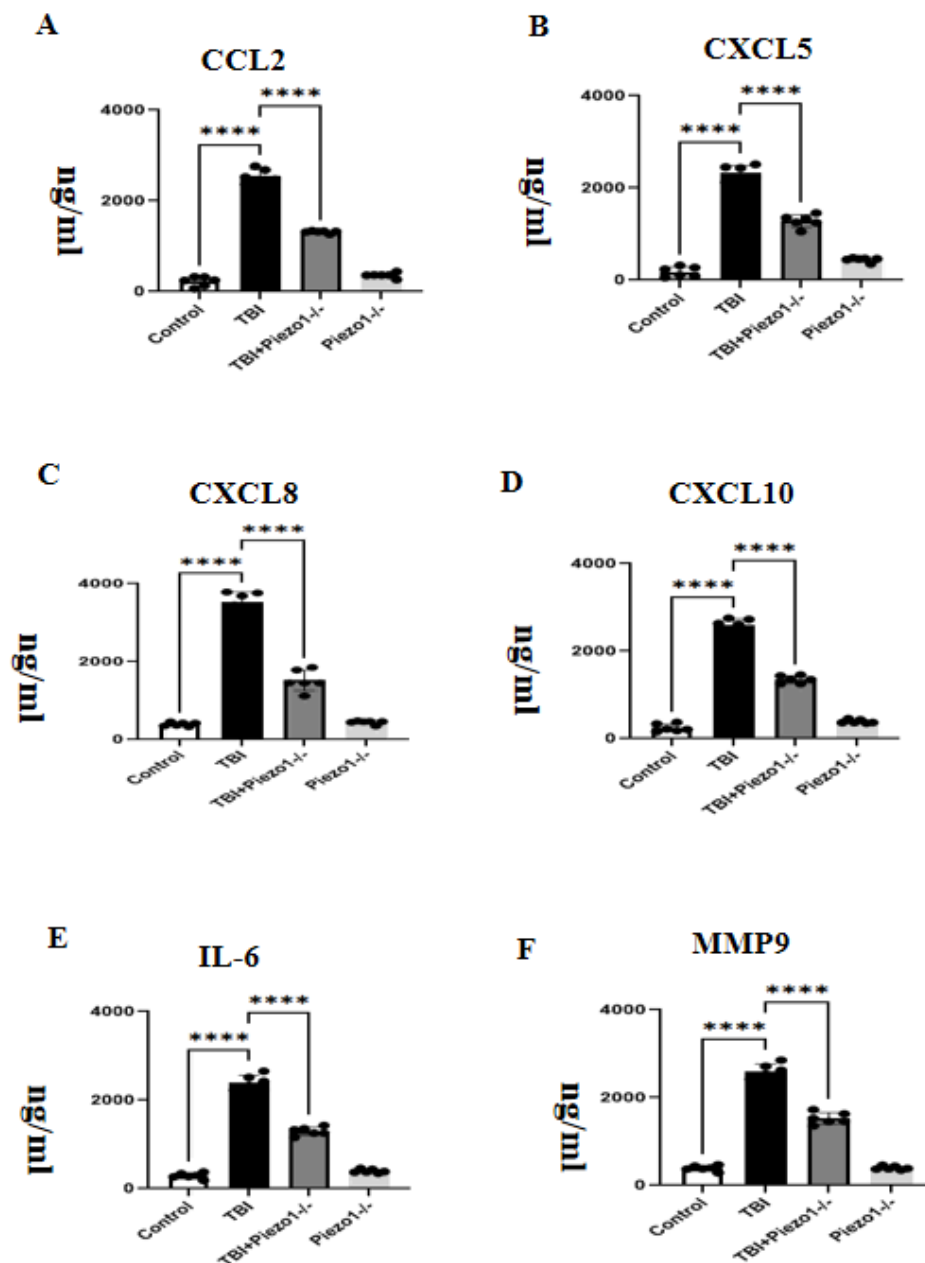 A
CCL2
ng/ml
4000
2000
0
****
****
Control
TBI
TBI+Piezo1-/-
Piezo1-/-
B
CXCL5
ng/ml
4000
2000
0
****
****
Control
TBI
TBI+Piezo1-/-
Piezo1-/-
C
CXCL8
ng/ml
4000
2000
0
****
****
Control
TBI
TBI+Piezo1-/-
Piezo1-/-
D
CXCL10
ng/ml
4000
2000
0
****
****
Control
TBI
TBI+Piezo1-/-
Piezo1-/-
E
IL-6
ng/ml
4000
2000
0
****
****
Control
TBI
TBI+Piezo1-/-
Piezo1-/-
F
MMP9
ng/ml
4000
2000
0
****
****
Control
TBI
TBI+Piezo1-/-
Piezo1-/-